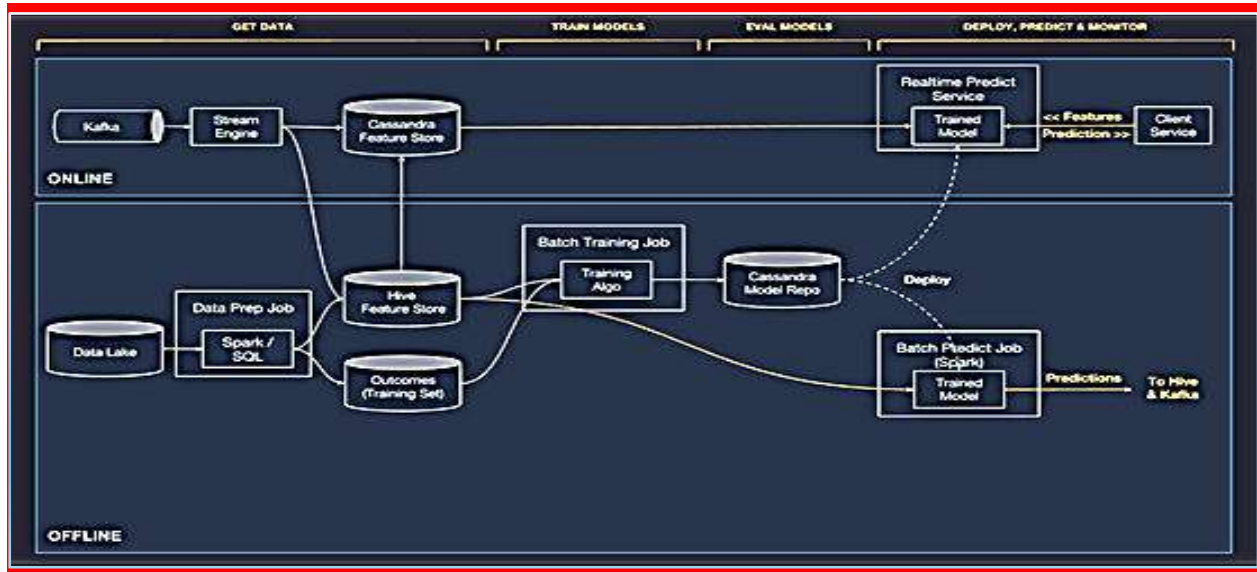 GET DATA
TRAIN MODELS
EVAL MODELS
DEPLOY, PREDICT & MONITOR
Kafka
Stream
Engine
Cassandra
Feature Store
Realtime Predict
Service
Trained
Model
<< Features
Prediction >>
Client
Service
ONLINE
Data Lake
Data Prep Job
Spark /
SQL
Hive
Feature Store
Outcomes
(Training Set)
Batch Training Job
Training
Algo
Cassandra
Model Repo
Deploy
Batch Predict Job
(Spark)
Trained
Model
Predictions
To Hive
& Kafka
OFFLINE